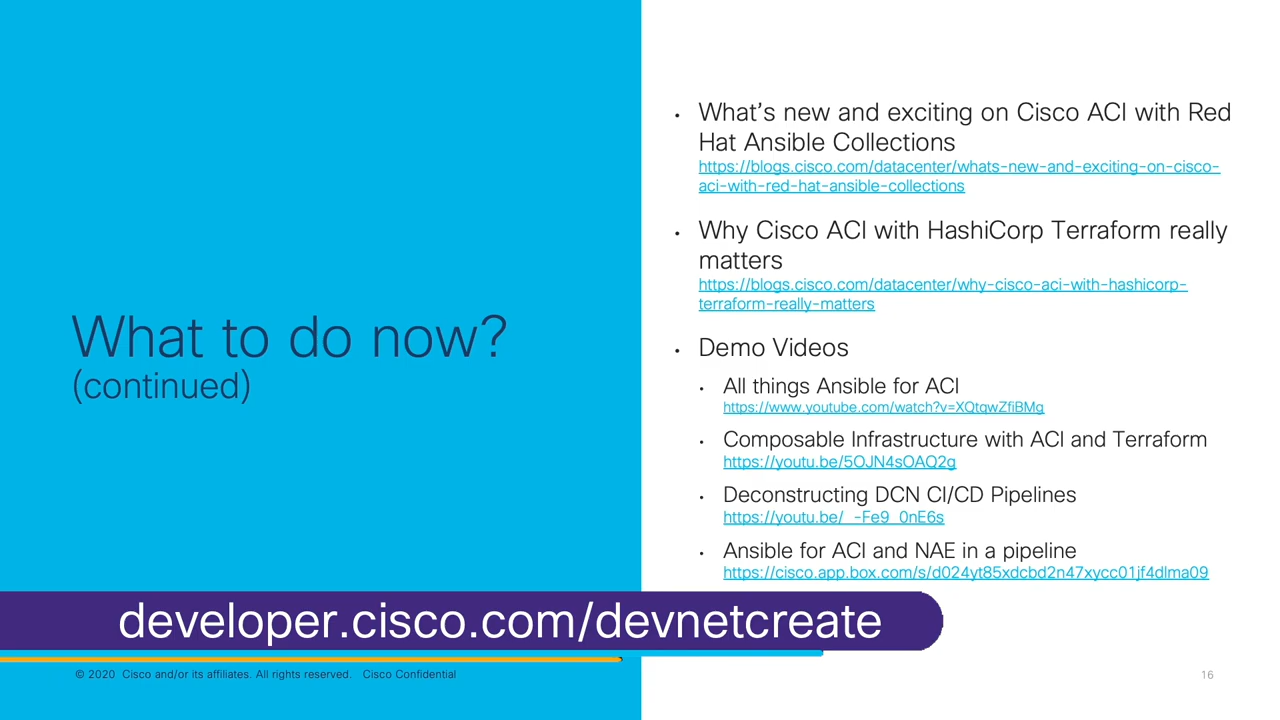 What to do now?
(continued)
• What's new and exciting on Cisco ACI with Red
Hat Ansible Collections
https://blogs.cisco.com/datacenter/whats-new-and-exciting-on-cisco-
aci-with-red-hat-ansible-collections
• Why Cisco ACI with HashiCorp Terraform really
matters
https://blogs.cisco.com/datacenter/why-cisco-aci-with-hashicorp-
terraform-really-matters
• Demo Videos
• All things Ansible for ACI
https://www.youtube.com/watch?v=XQtqwZfiBMg
• Composable Infrastructure with ACI and Terraform
https://youtu.be/5OJN4sOAQ2g
• Deconstructing DCN CI/CD Pipelines
https://youtu.be/_-Fe9_0nE6s
• Ansible for ACI and NAE in a pipeline
https://cisco.app.box.com/s/d024yt85xdcbd2n47xycc01jf4dlma09
developer.cisco.com/devnetcreate
© 2020 Cisco and/or its affiliates. All rights reserved. Cisco Confidential
16